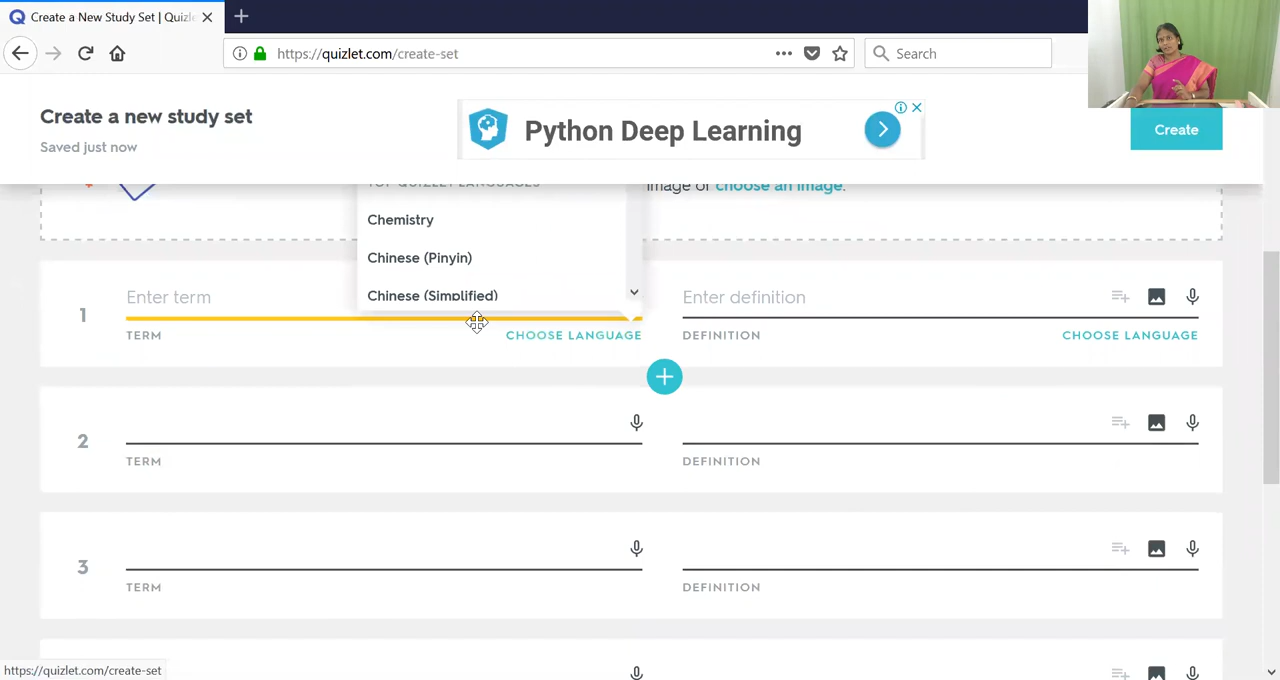 Create a New Study Set | Quizle
https://quizlet.com/create-set
Search
Create a new study set
Saved just now
Python Deep Learning
Create
TOP QUIZLET LANGUAGES
image or choose an image.
Chemistry
Chinese (Pinyin)
Chinese (Simplified)
1
Enter term
Enter definition
TERM
CHOOSE LANGUAGE
DEFINITION
CHOOSE LANGUAGE
2
TERM
DEFINITION
3
TERM
DEFINITION
https://quizlet.com/create-set